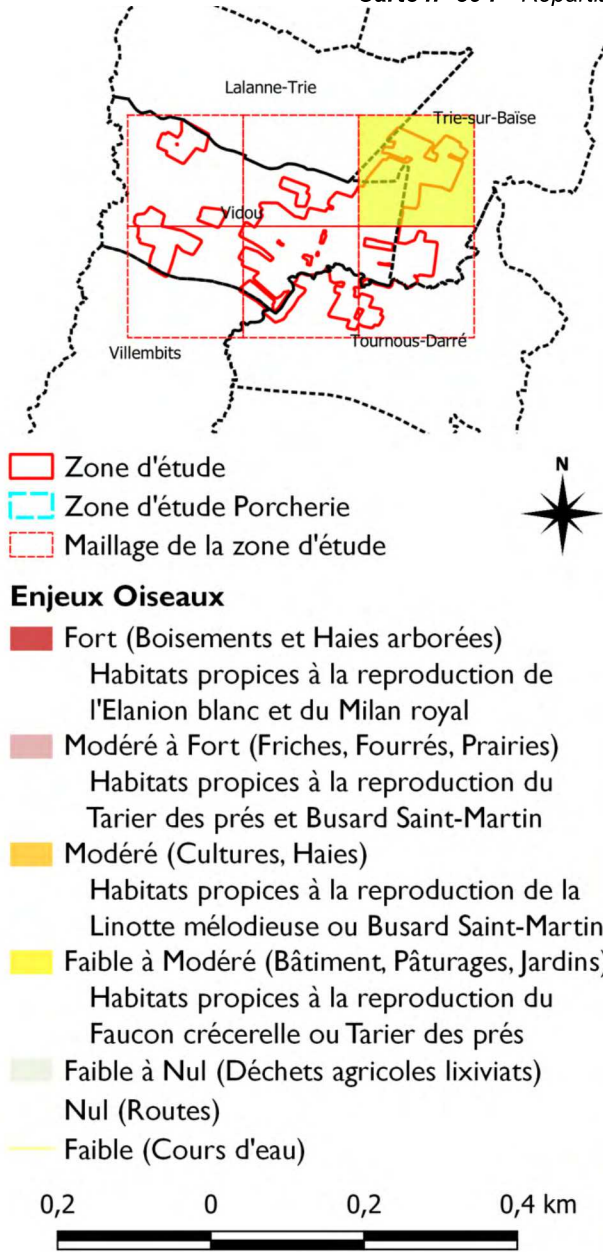 Lalanne-Trie
Trie-sur-Baïse
Vidou
Villembits
Tournous-Darré
Zone d'étude
Zone d'étude Porcherie
Maillage de la zone d'étude
N
Enjeux Oiseaux
Fort (Boisements et Haies arborées)
Habitats propices à la reproduction de
l'Elanion blanc et du Milan royal
Modéré à Fort (Friches, Fourrés, Prairies)
Habitats propices à la reproduction du
Tarier des prés et Busard Saint-Martin
Modéré (Cultures, Haies)
Habitats propices à la reproduction de la
Linotte mélodieuse ou Busard Saint-Martin
Faible à Modéré (Bâtiment, Pâturages, Jardins)
Habitats propices à la reproduction du
Faucon crécerelle ou Tarier des prés
Faible à Nul (Déchets agricoles lixiviats)
Nul (Routes)
Faible (Cours d'eau)
0,2 0 0,2 0,4 km